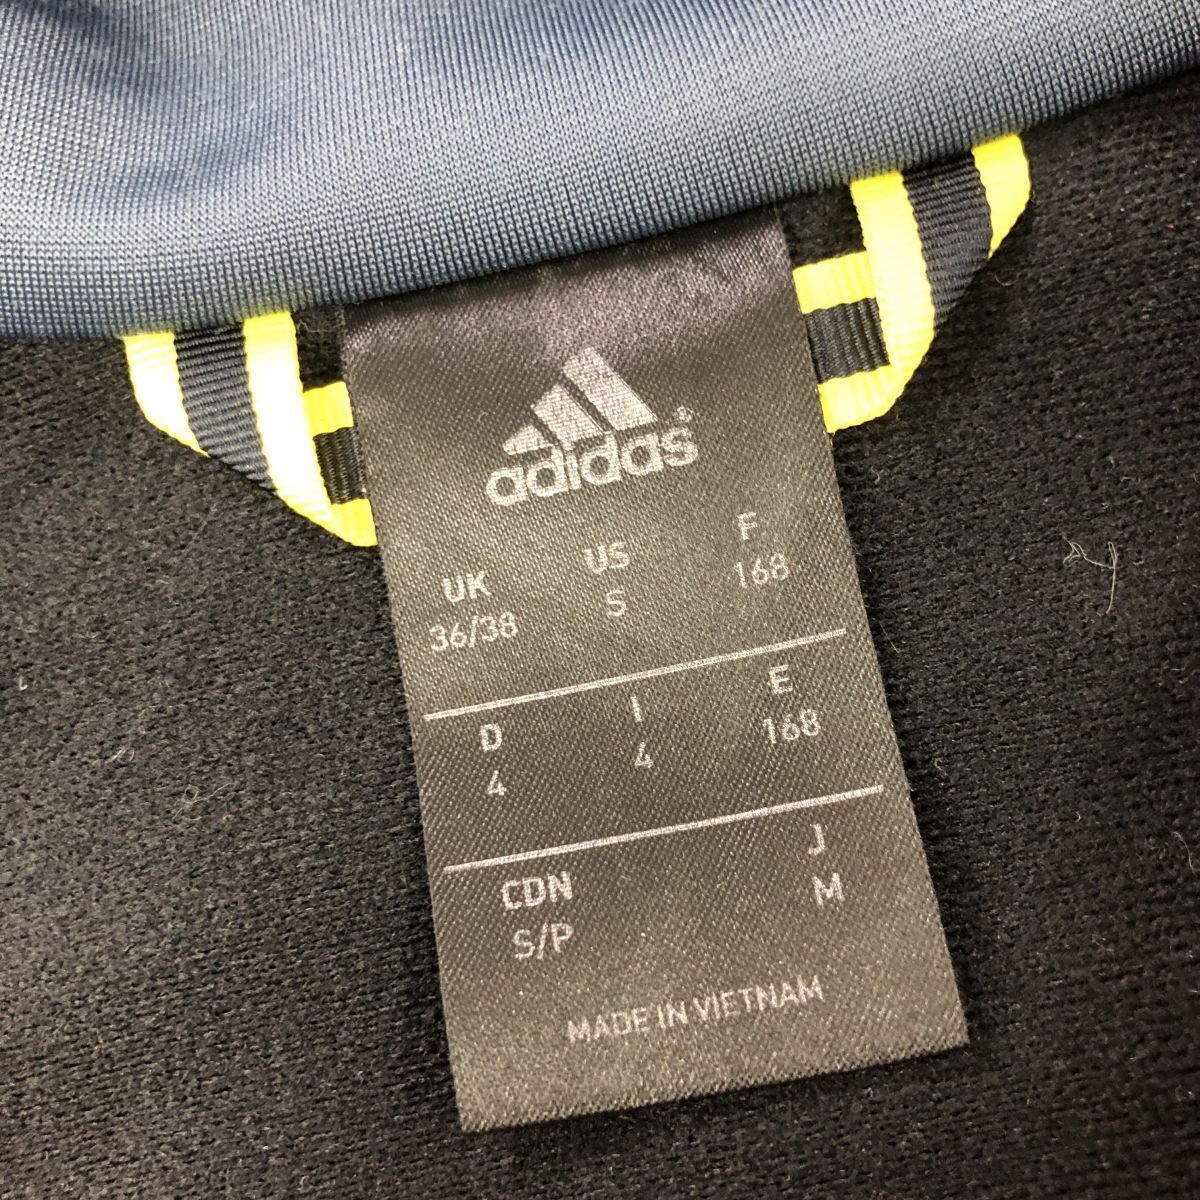 adidas
UK US F
36/38 S 168
D I E
4 4 168
CDN J
S/P M
MADE IN VIETNAM